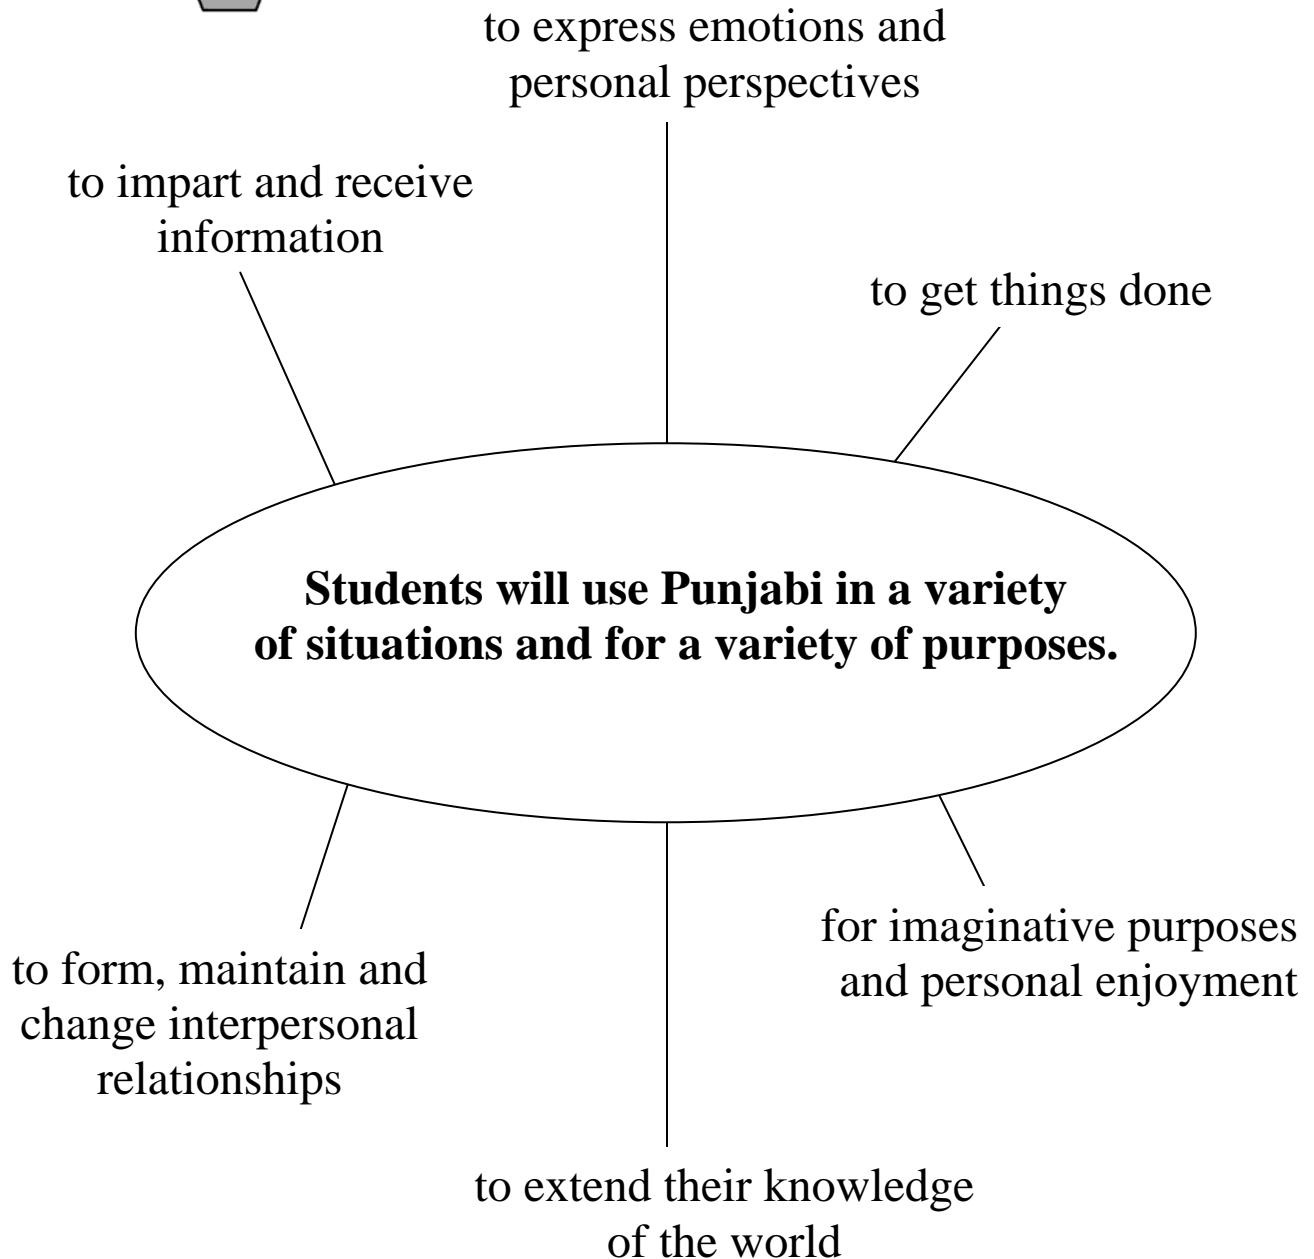 to express emotions and
personal perspectives
to impart and receive
information
to get things done
Students will use Punjabi in a variety
of situations and for a variety of purposes.
for imaginative purposes
and personal enjoyment
to form, maintain and
change interpersonal
relationships
to extend their knowledge
of the world